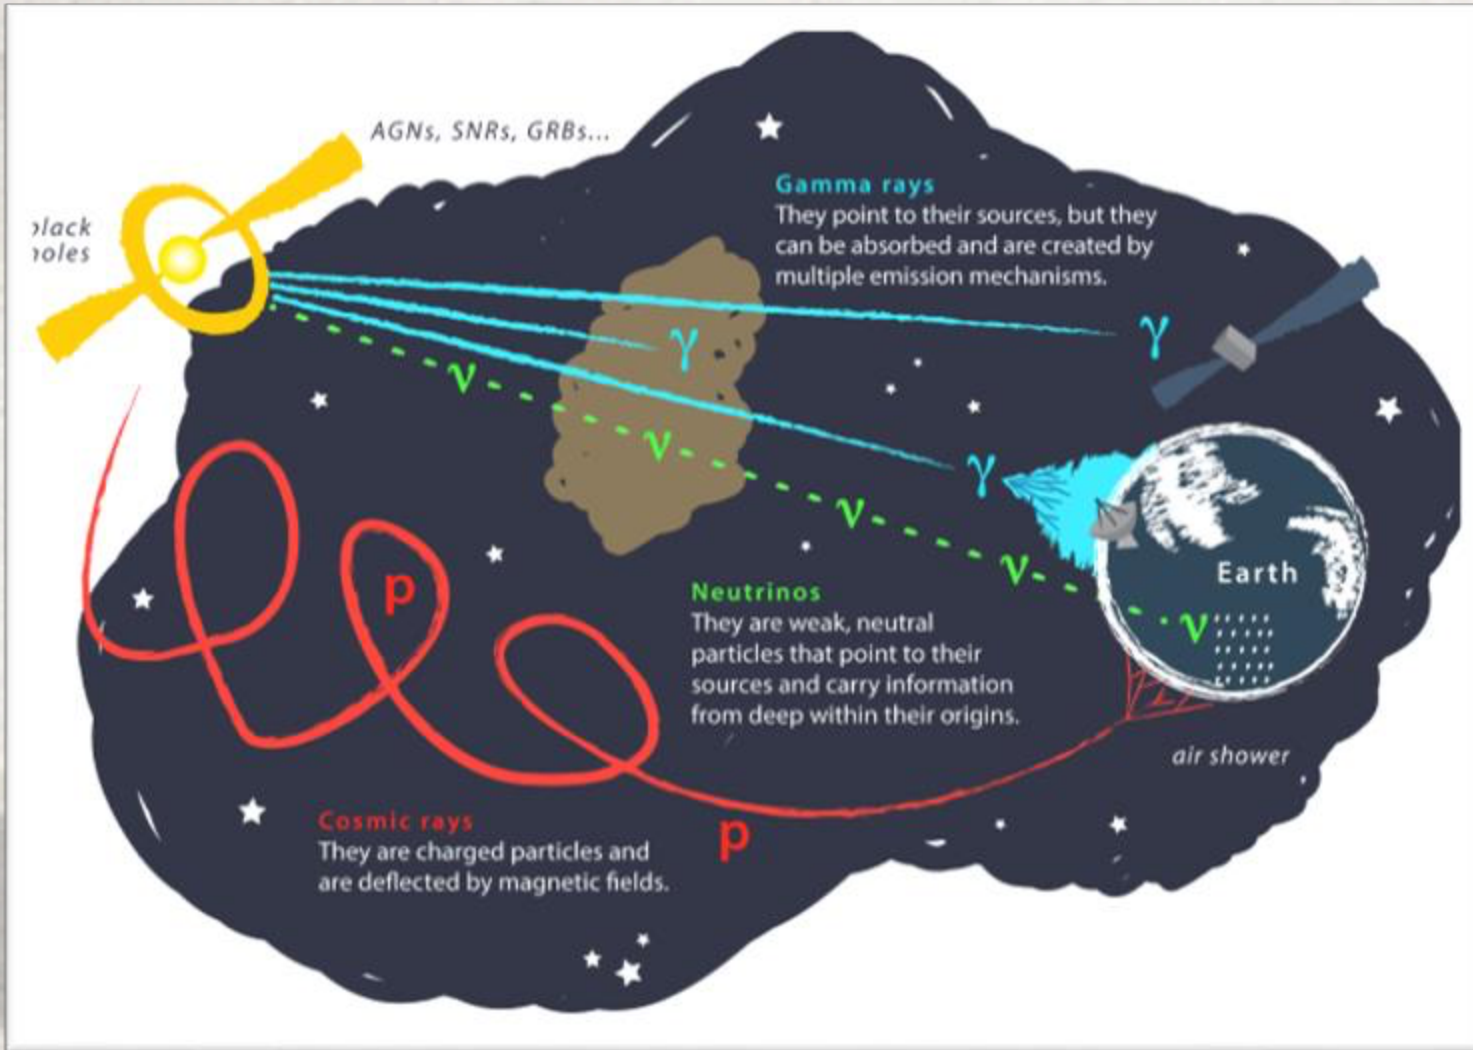 AGNs, SNRs, GRBs...
Gamma rays
They point to their sources, but they
can be absorbed and are created by
multiple emission mechanisms.
γ
γ
ν
ν
γ
ν
ν
Earth
p
Neutrinos
They are weak, neutral
particles that point to their
sources and carry information
from deep within their origins.
ν
air shower
Cosmic rays
They are charged particles and
are deflected by magnetic fields.
p